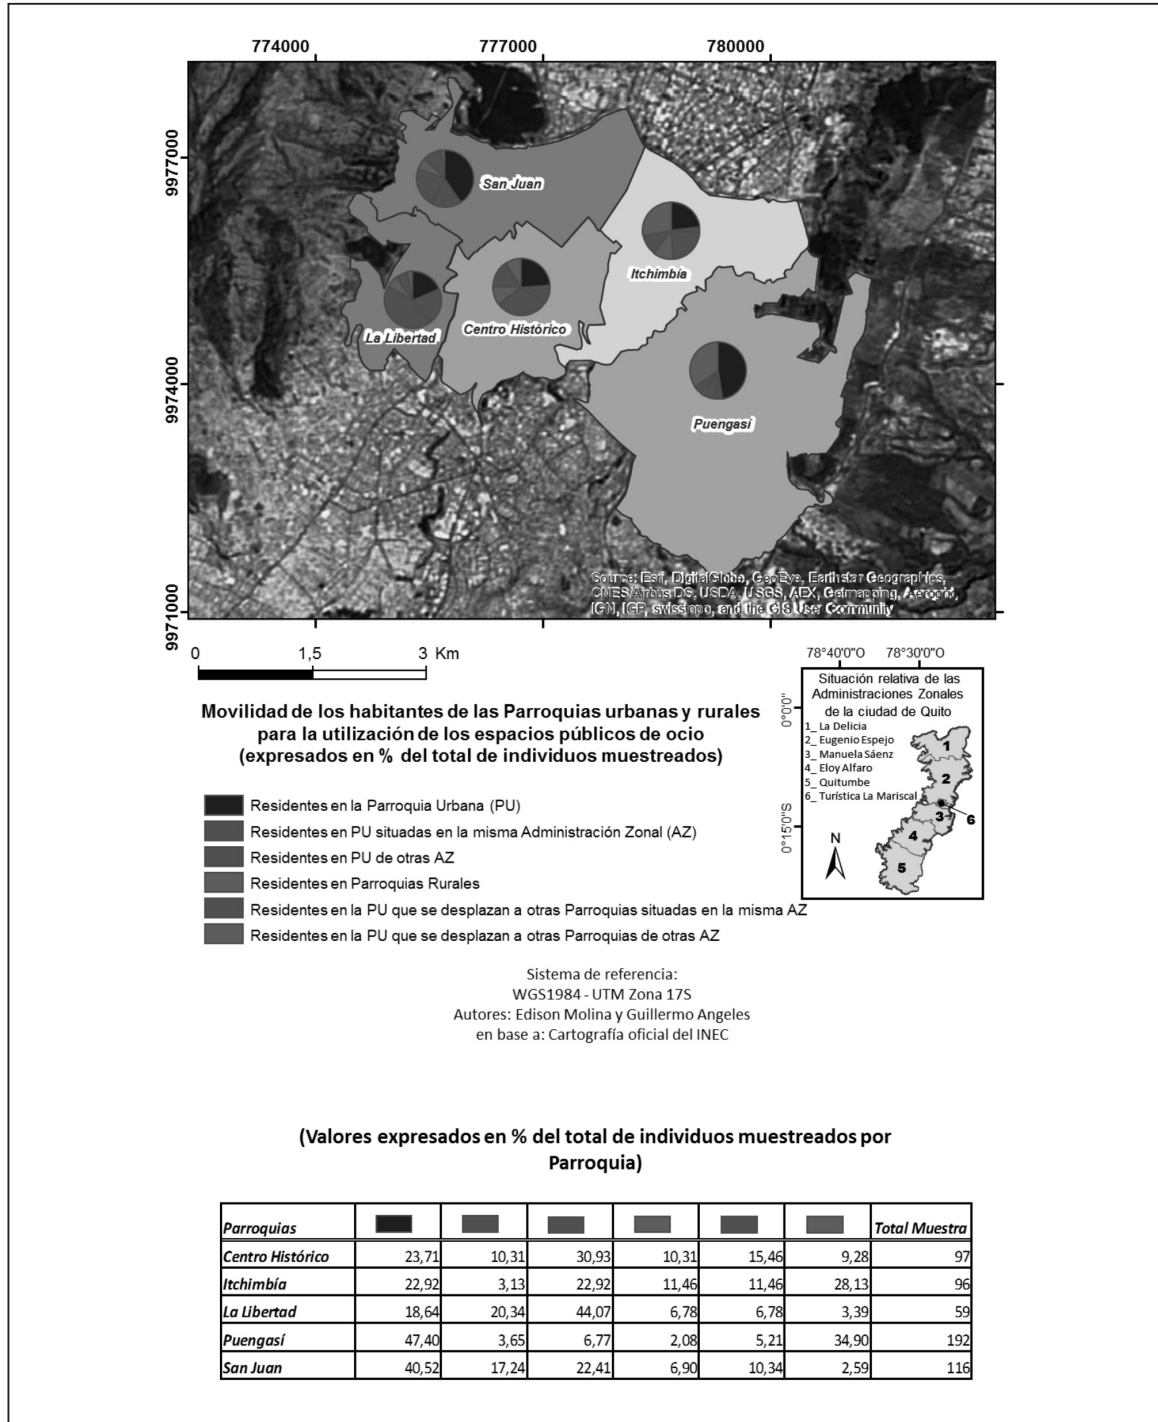 774000 777000 780000
9977000
9974000
9971000
San Juan
Itchimbía
La Libertad
Centro Histórico
Puengasí
Source: Esri, DigitalGlobe, GeoEye, Earthstar Geographics,
CNES/Airbus DS, USDA, USGS, AEX, Getmapping, Aerogrid,
IGN, IGP, swisstopo, and the GIS User Community
0 1,5 3 Km
Movilidad de los habitantes de las Parroquias urbanas y rurales
para la utilización de los espacios públicos de ocio
(expresados en % del total de individuos muestreados)
Residentes en la Parroquia Urbana (PU)
Residentes en PU situadas en la misma Administración Zonal (AZ)
Residentes en PU de otras AZ
Residentes en Parroquias Rurales
Residentes en la PU que se desplazan a otras Parroquias situadas en la misma AZ
Residentes en la PU que se desplazan a otras Parroquias de otras AZ
78°40'0"O 78°30'0"O
0°0'0"
0°15'0"S
Situación relativa de las
Administraciones Zonales
de la ciudad de Quito
1_ La Delicia
2_ Eugenio Espejo
3_ Manuela Sáenz
4_ Eloy Alfaro
5_ Quitumbe
6_ Turística La Mariscal
1
2
3
6
4
5
N
Sistema de referencia:
WGS1984 - UTM Zona 17S
Autores: Edison Molina y Guillermo Angeles
en base a: Cartografía oficial del INEC
(Valores expresados en % del total de individuos muestreados por
Parroquia)
Parroquias Total Muestra
Centro Histórico 23,71 10,31 30,93 10,31 15,46 9,28 97
Itchimbía 22,92 3,13 22,92 11,46 11,46 28,13 96
La Libertad 18,64 20,34 44,07 6,78 6,78 3,39 59
Puengasí 47,40 3,65 6,77 2,08 5,21 34,90 192
San Juan 40,52 17,24 22,41 6,90 10,34 2,59 116